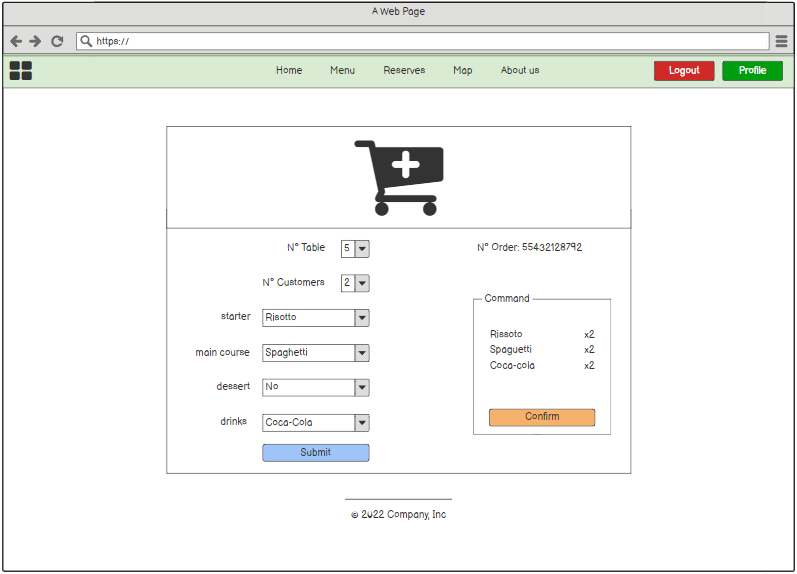 A Web Page
https://
Home Menu Reserves Map About us Logout Profile
N° Table 5
N° Order: 55432128792
N° Customers 2
starter Risotto
main course Spaghetti
dessert No
drinks Coca-Cola
Submit
Command
Rissoto x2
Spaguetti x2
Coca-cola x2
Confirm
© 2022 Company, Inc